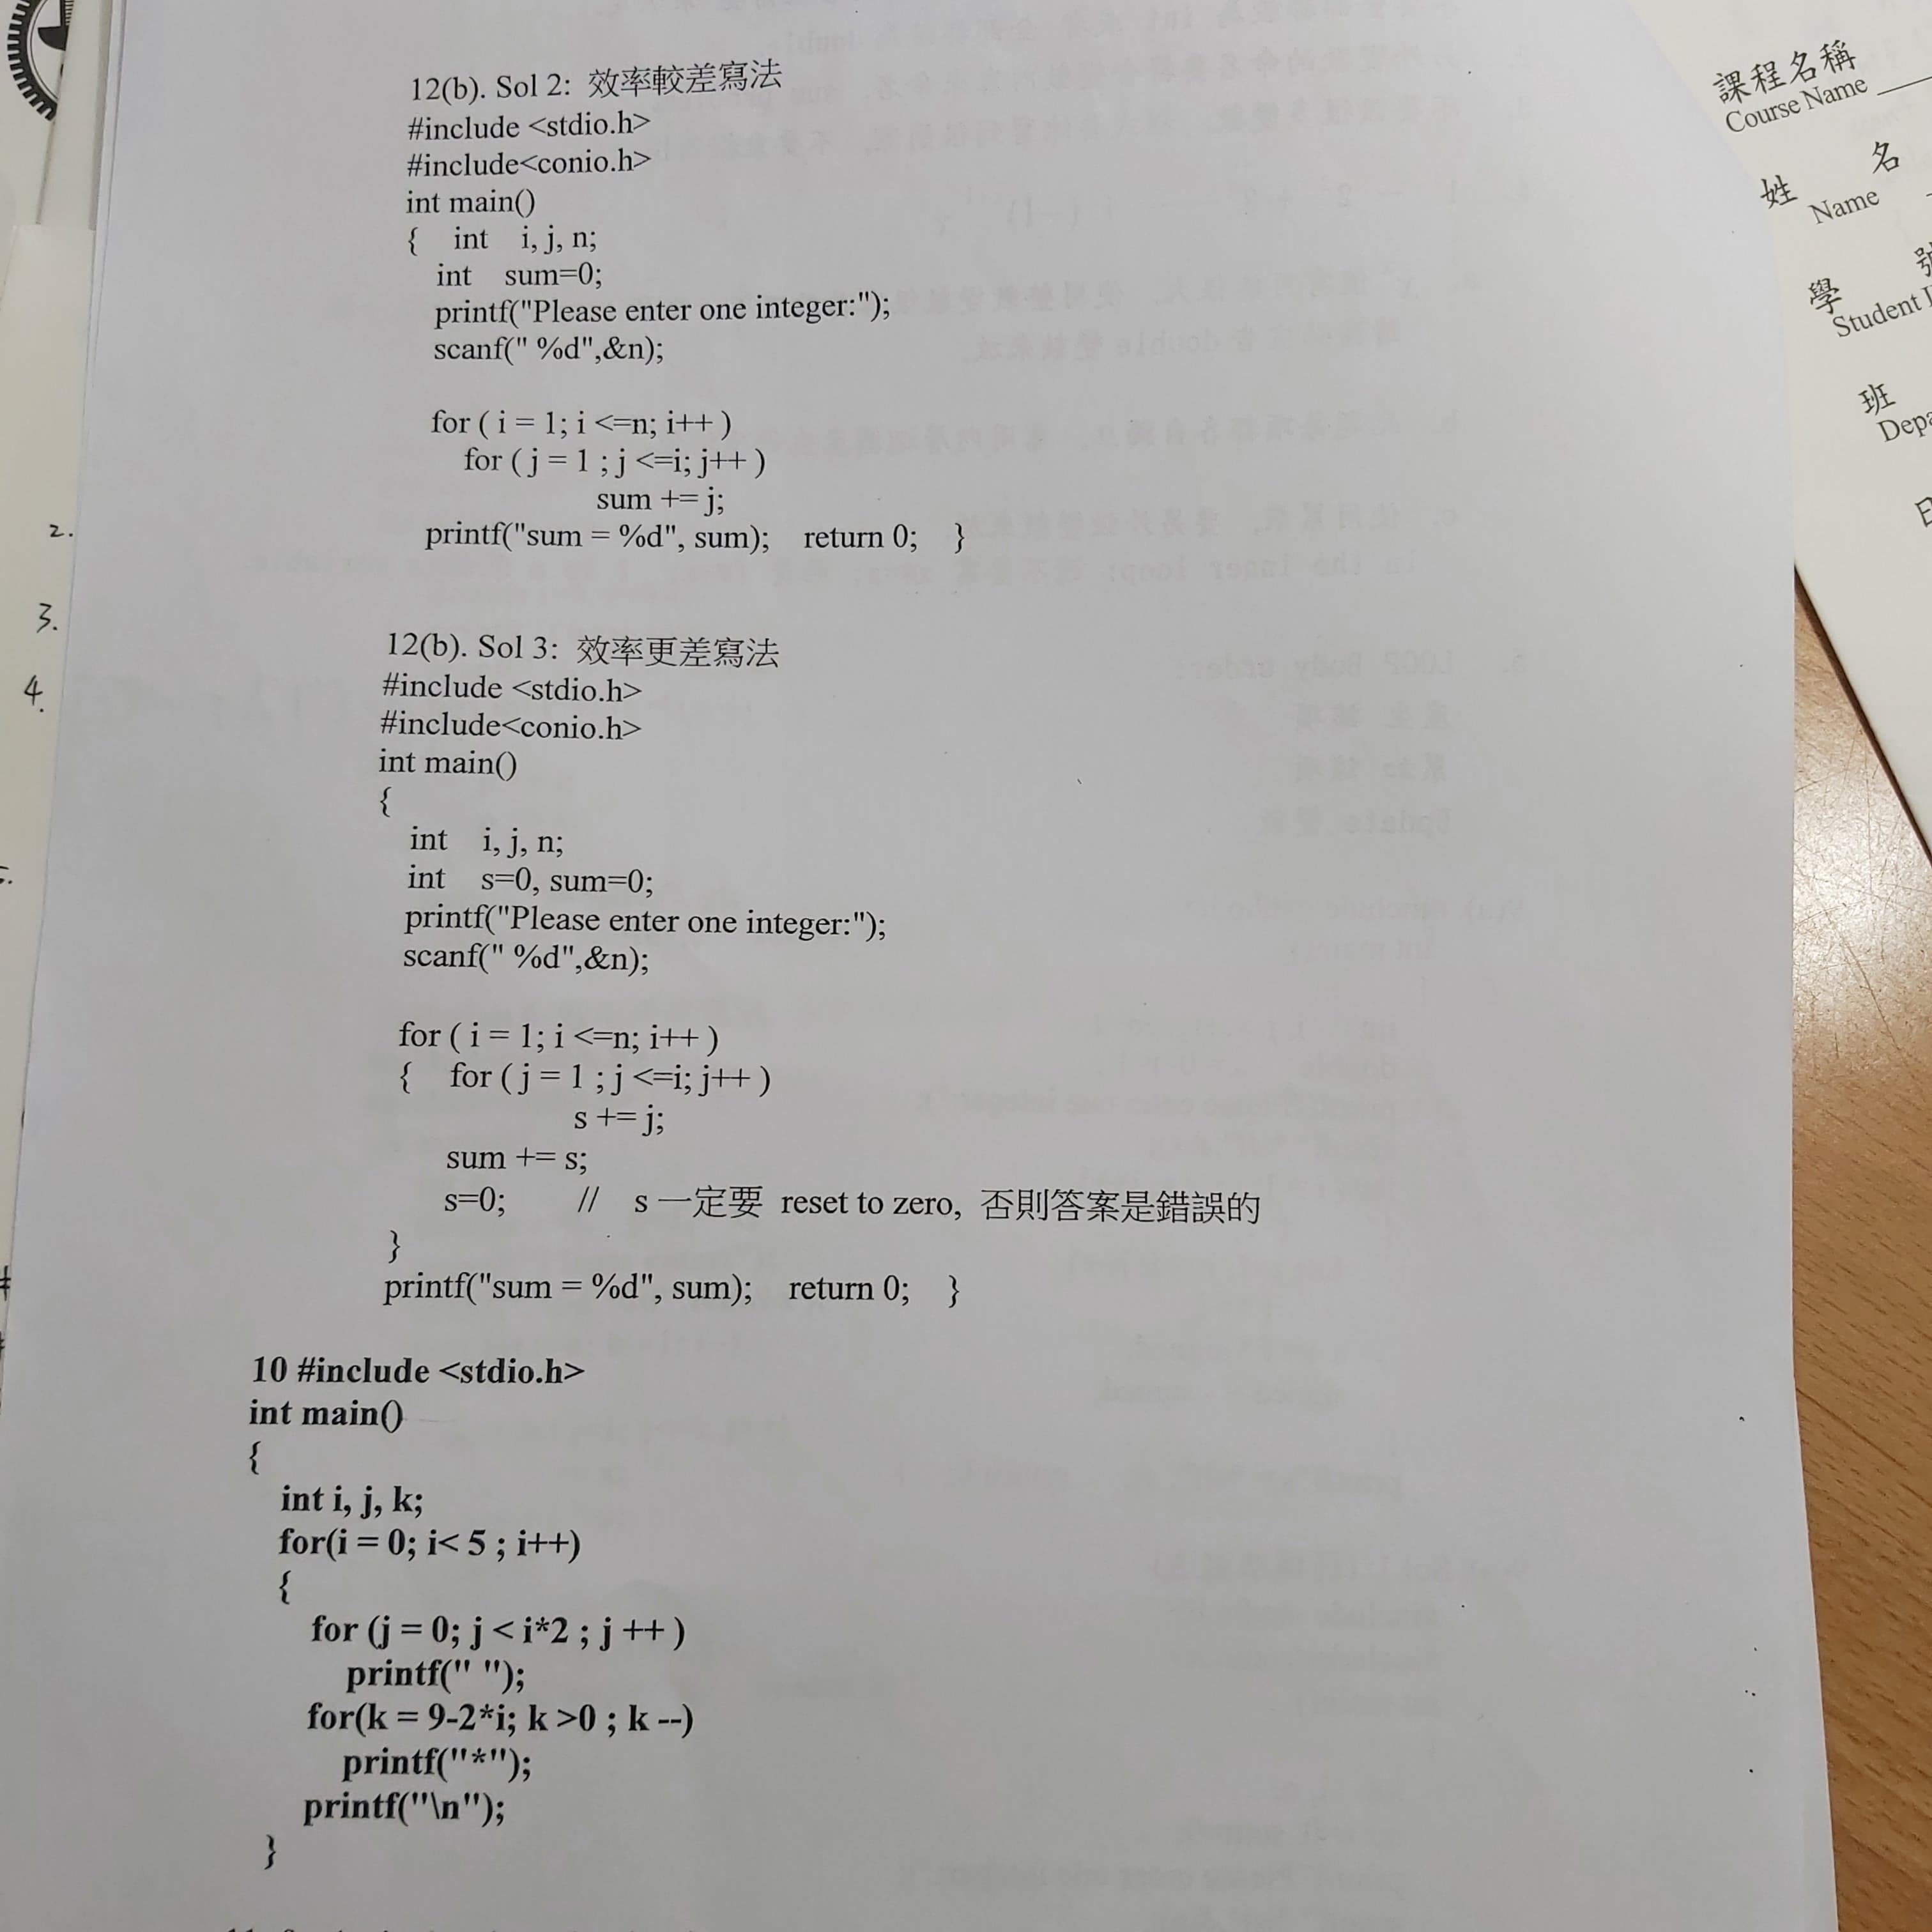 12(b). Sol 2: 效率較差寫法
#include <stdio.h>
#include<conio.h>
int main()
{ int i, j, n;
int sum=0;
printf("Please enter one integer:");
scanf(" %d",&n);
for ( i = 1; i <=n; i++ )
for ( j = 1 ; j <=i; j++ )
sum += j;
printf("sum = %d", sum); return 0; }
12(b). Sol 3: 效率更差寫法
#include <stdio.h>
#include<conio.h>
int main()
{
int i, j, n;
int s=0, sum=0;
printf("Please enter one integer:");
scanf(" %d",&n);
for ( i = 1; i <=n; i++ )
{ for ( j = 1 ; j <=i; j++ )
s += j;
sum += s;
s=0; // s 一定要 reset to zero, 否則答案是錯誤的
}
printf("sum = %d", sum); return 0; }
10 #include <stdio.h>
int main()
{
int i, j, k;
for(i = 0; i< 5 ; i++)
{
for (j = 0; j < i*2 ; j ++ )
printf(" ");
for(k = 9-2*i; k >0 ; k --)
printf("*");
printf("\n");
}
2.
3.
4.
課程名稱
Course Name
姓 名
Name
學 號
Student
班